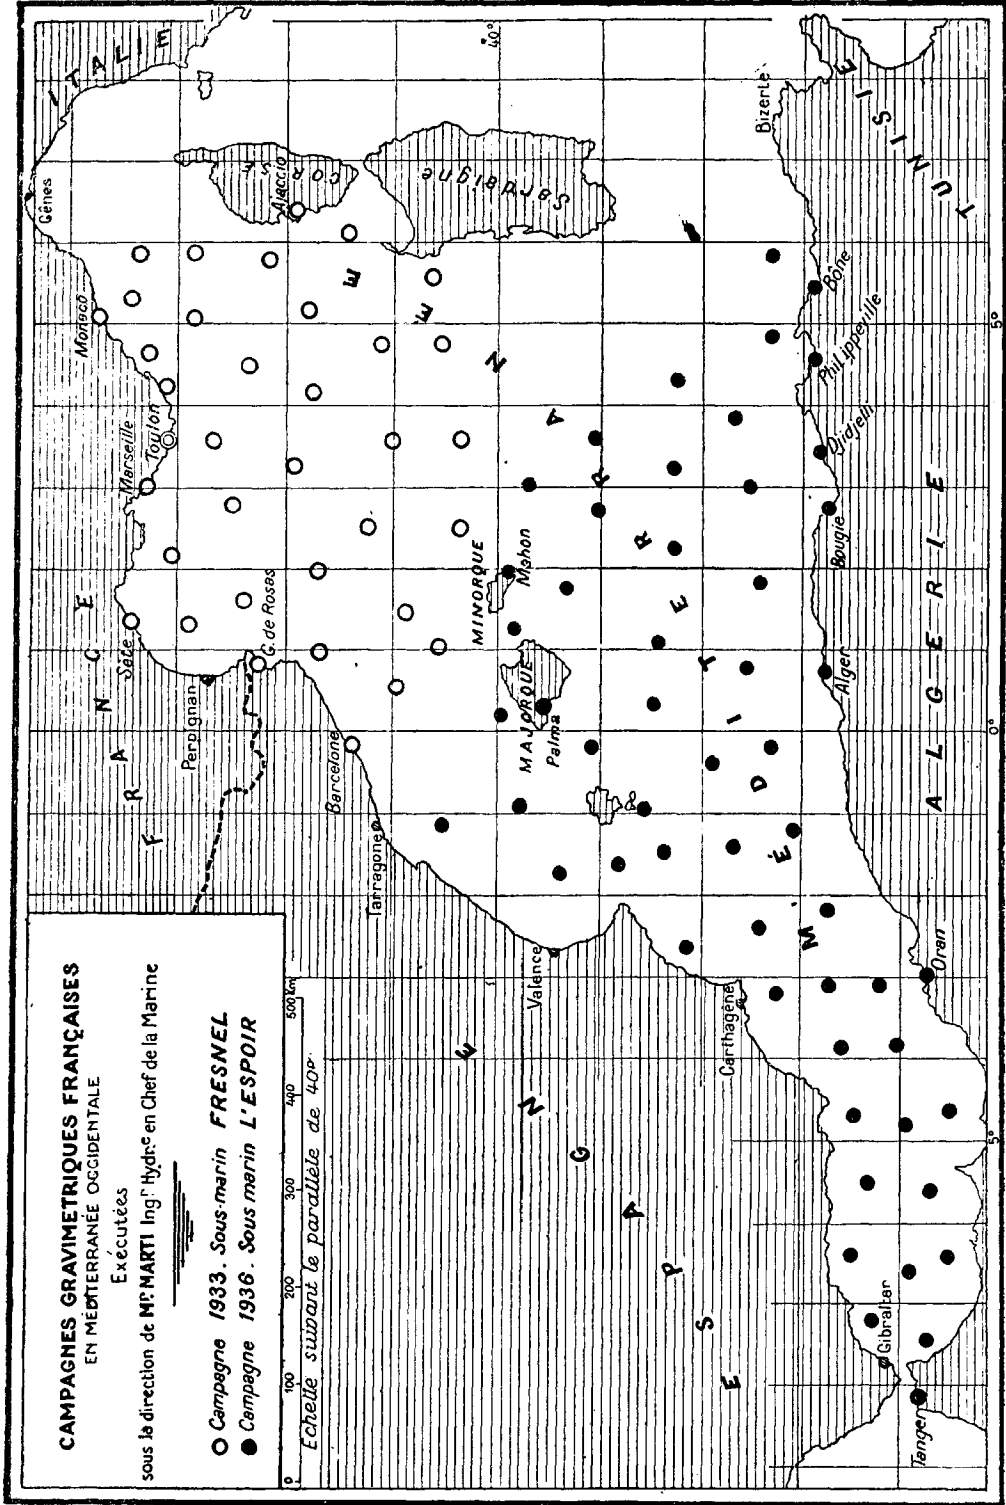 CAMPAGNES GRAVIMETRIQUES FRANÇAISES
EN MÉDITERRANÉE OCCIDENTALE
Exécutées
sous la direction de Mr. MARTI Ingr Hydre en Chef de la Marine
Campagne 1933. Sous-marin FRESNEL
Campagne 1936. Sous marin L'ESPOIR
0 100 200 300 400 500 Km
Echelle suivant le parallèle de 40°
FRANCE
ITALIE
Gênes
Monaco
Marseille
Toulon
Sète
Perpignan
G. de Rosas
Barcelone
Tarragone
CORSE
Ajaccio
Sardaigne
40°
MINORQUE
Mahon
MAJORQUE
Palma
Valence
Carthagène
ESPAGNE
MÉDITERRANÉE
Gibraltar
Tanger
Oran
Alger
Bougie
Djidjelli
Philippeville
Bône
Bizerte
ALGERIE
TUNISIE
5°
0°
5°